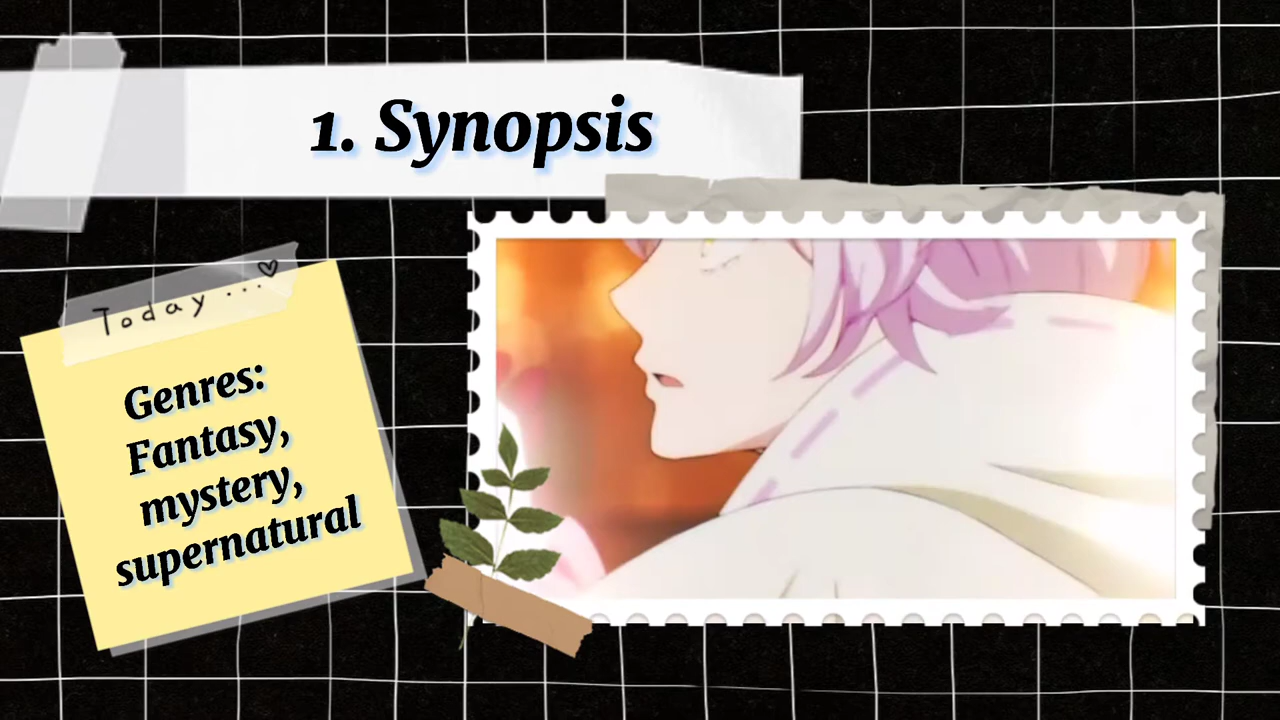 1. Synopsis
Today ...
Genres:
Fantasy,
mystery,
supernatural